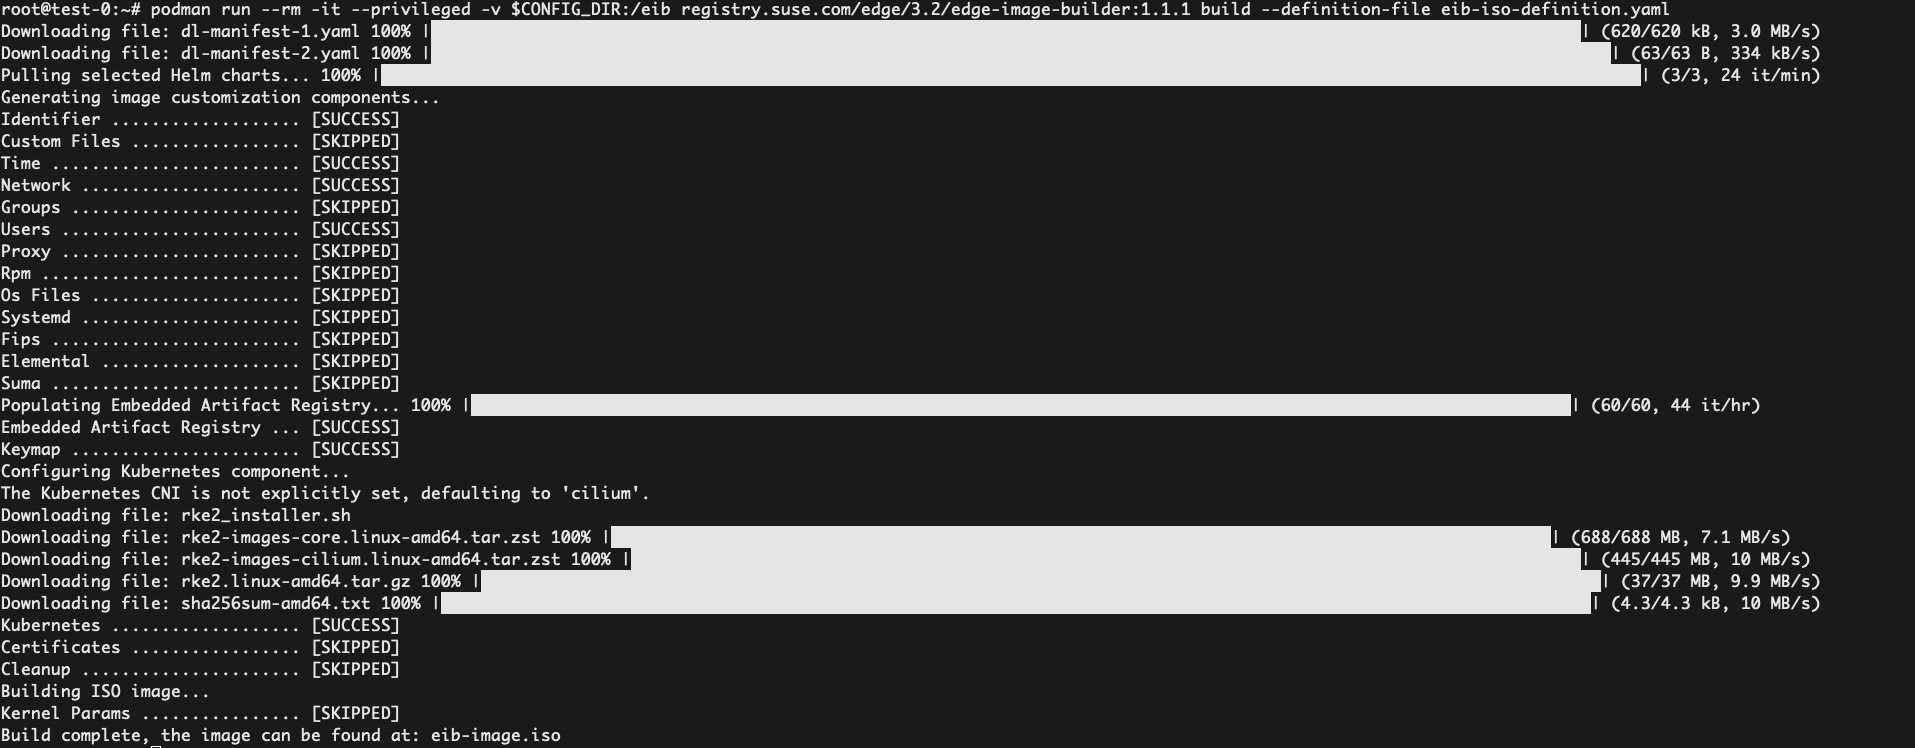 root@test-0:~# podman run --rm -it --privileged -v $CONFIG_DIR:/eib registry.suse.com/edge/3.2/edge-image-builder:1.1.1 build --definition-file eib-iso-definition.yaml
Downloading file: dl-manifest-1.yaml 100% | | (620/620 kB, 3.0 MB/s)
Downloading file: dl-manifest-2.yaml 100% | | (63/63 B, 334 kB/s)
Pulling selected Helm charts... 100% | | (3/3, 24 it/min)
Generating image customization components...
Identifier ................... [SUCCESS]
Custom Files ................. [SKIPPED]
Time ......................... [SUCCESS]
Network ...................... [SUCCESS]
Groups ....................... [SKIPPED]
Users ........................ [SUCCESS]
Proxy ........................ [SKIPPED]
Rpm .......................... [SKIPPED]
Os Files ..................... [SKIPPED]
Systemd ...................... [SKIPPED]
Fips ......................... [SKIPPED]
Elemental .................... [SKIPPED]
Suma ......................... [SKIPPED]
Populating Embedded Artifact Registry... 100% | | (60/60, 44 it/hr)
Embedded Artifact Registry ... [SUCCESS]
Keymap ....................... [SUCCESS]
Configuring Kubernetes component...
The Kubernetes CNI is not explicitly set, defaulting to 'cilium'.
Downloading file: rke2_installer.sh
Downloading file: rke2-images-core.linux-amd64.tar.zst 100% | | (688/688 MB, 7.1 MB/s)
Downloading file: rke2-images-cilium.linux-amd64.tar.zst 100% | | (445/445 MB, 10 MB/s)
Downloading file: rke2.linux-amd64.tar.gz 100% | | (37/37 MB, 9.9 MB/s)
Downloading file: sha256sum-amd64.txt 100% | | (4.3/4.3 kB, 10 MB/s)
Kubernetes ................... [SUCCESS]
Certificates ................. [SKIPPED]
Cleanup ...................... [SKIPPED]
Building ISO image...
Kernel Params ................ [SKIPPED]
Build complete, the image can be found at: eib-image.iso